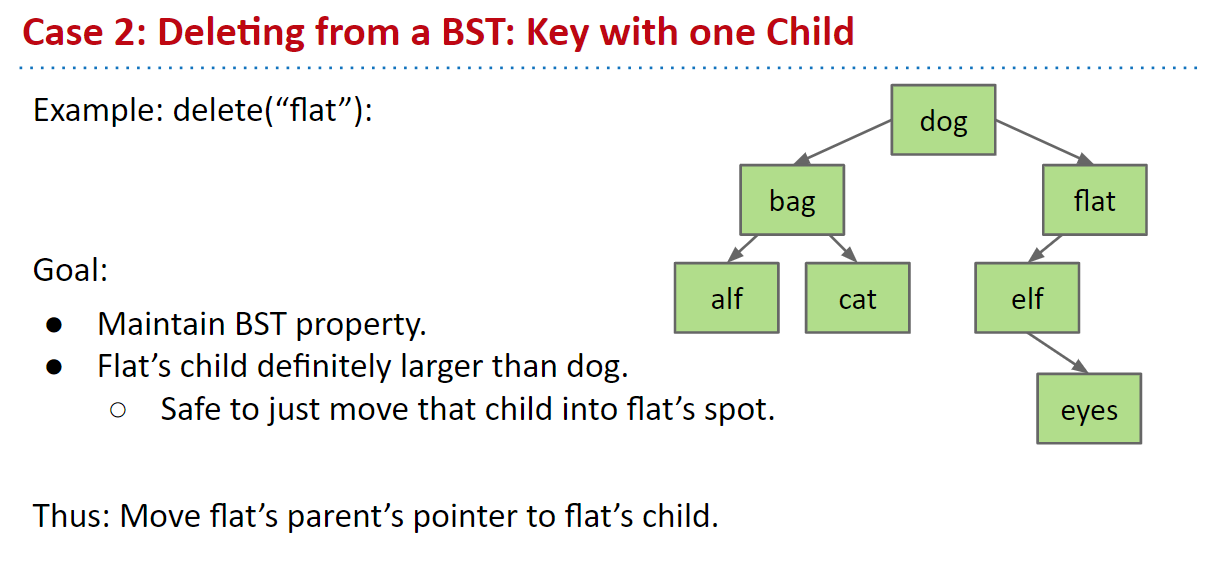 Case 2: Deleting from a BST: Key with one Child
Example: delete(“flat”):
dog
bag
flat
Goal:
alf
cat
elf
● Maintain BST property.
● Flat’s child definitely larger than dog.
○ Safe to just move that child into flat’s spot.
eyes
Thus: Move flat’s parent’s pointer to flat’s child.